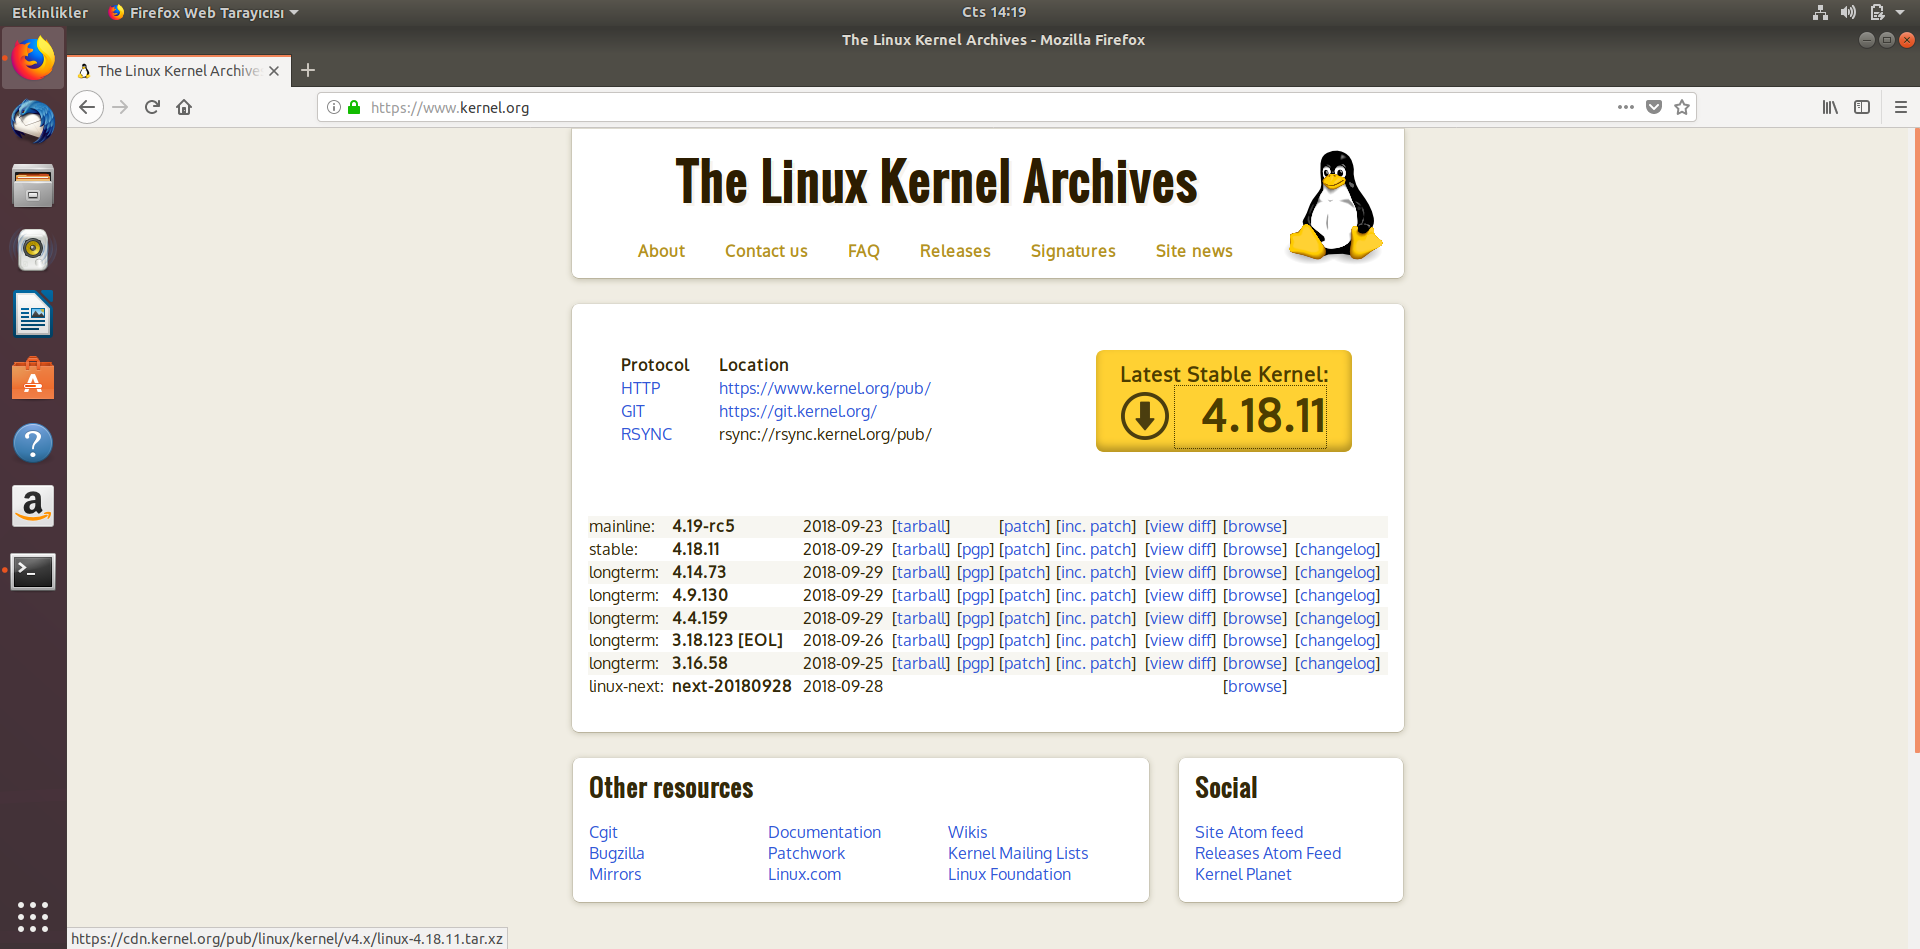 Etkinlikler Firefox Web Tarayıcısı Cts 14:19
The Linux Kernel Archives - Mozilla Firefox
The Linux Kernel Archive
https://www.kernel.org
The Linux Kernel Archives
About Contact us FAQ Releases Signatures Site news
Protocol Location
HTTP https://www.kernel.org/pub/
GIT https://git.kernel.org/
RSYNC rsync://rsync.kernel.org/pub/
Latest Stable Kernel:
4.18.11
mainline: 4.19-rc5 2018-09-23 [tarball] [patch] [inc. patch] [view diff] [browse]
stable: 4.18.11 2018-09-29 [tarball] [pgp] [patch] [inc. patch] [view diff] [browse] [changelog]
longterm: 4.14.73 2018-09-29 [tarball] [pgp] [patch] [inc. patch] [view diff] [browse] [changelog]
longterm: 4.9.130 2018-09-29 [tarball] [pgp] [patch] [inc. patch] [view diff] [browse] [changelog]
longterm: 4.4.159 2018-09-29 [tarball] [pgp] [patch] [inc. patch] [view diff] [browse] [changelog]
longterm: 3.18.123 [EOL] 2018-09-26 [tarball] [pgp] [patch] [inc. patch] [view diff] [browse] [changelog]
longterm: 3.16.58 2018-09-25 [tarball] [pgp] [patch] [inc. patch] [view diff] [browse] [changelog]
linux-next: next-20180928 2018-09-28 [browse]
Other resources
Cgit Documentation Wikis
Bugzilla Patchwork Kernel Mailing Lists
Mirrors Linux.com Linux Foundation
Social
Site Atom feed
Releases Atom Feed
Kernel Planet
https://cdn.kernel.org/pub/linux/kernel/v4.x/linux-4.18.11.tar.xz